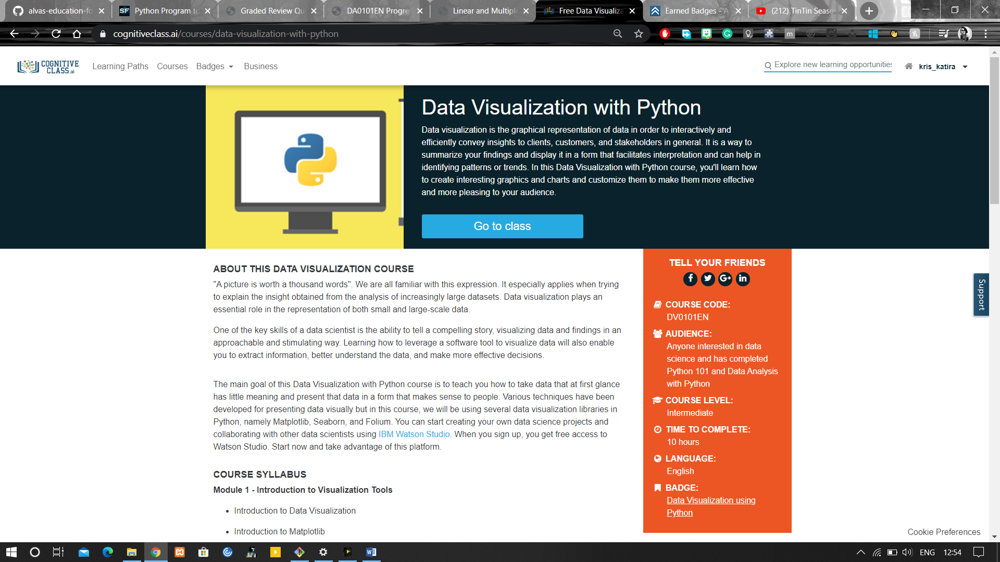 alvas-education-fo
SF Python Program to
Graded Review Qu
DA0101EN Progre
Linear and Multiple
Free Data Visualiza
Earned Badges - A
(212) TinTin Seaso
cognitiveclass.ai/courses/data-visualization-with-python
COGNITIVE
CLASS.ai
Learning Paths
Courses
Badges
Business
Explore new learning opportunities
kris_katira
Data Visualization with Python
Data visualization is the graphical representation of data in order to interactively and
efficiently convey insights to clients, customers, and stakeholders in general. It is a way to
summarize your findings and display it in a form that facilitates interpretation and can help in
identifying patterns or trends. In this Data Visualization with Python course, you'll learn how
to create interesting graphics and charts and customize them to make them more effective
and more pleasing to your audience.
Go to class
ABOUT THIS DATA VISUALIZATION COURSE
"A picture is worth a thousand words". We are all familiar with this expression. It especially applies when trying
to explain the insight obtained from the analysis of increasingly large datasets. Data visualization plays an
essential role in the representation of both small and large-scale data.
One of the key skills of a data scientist is the ability to tell a compelling story, visualizing data and findings in an
approachable and stimulating way. Learning how to leverage a software tool to visualize data will also enable
you to extract information, better understand the data, and make more effective decisions.
The main goal of this Data Visualization with Python course is to teach you how to take data that at first glance
has little meaning and present that data in a form that makes sense to people. Various techniques have been
developed for presenting data visually but in this course, we will be using several data visualization libraries in
Python, namely Matplotlib, Seaborn, and Folium. You can start creating your own data science projects and
collaborating with other data scientists using IBM Watson Studio. When you sign up, you get free access to
Watson Studio. Start now and take advantage of this platform.
COURSE SYLLABUS
Module 1 - Introduction to Visualization Tools
• Introduction to Data Visualization
• Introduction to Matplotlib
TELL YOUR FRIENDS
COURSE CODE:
DV0101EN
AUDIENCE:
Anyone interested in data
science and has completed
Python 101 and Data Analysis
with Python
COURSE LEVEL:
Intermediate
TIME TO COMPLETE:
10 hours
LANGUAGE:
English
BADGE:
Data Visualization using
Python
Support
Cookie Preferences
ENG
12:54